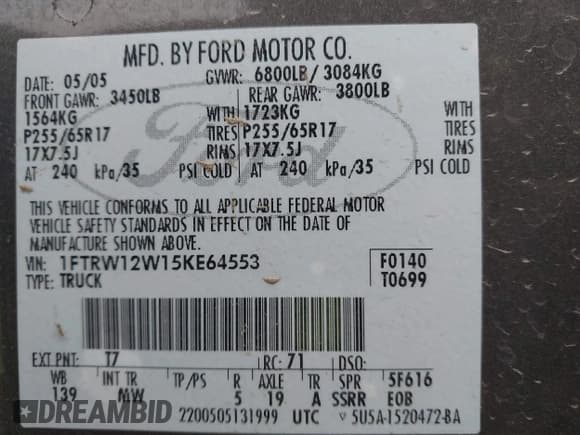 MFD. BY FORD MOTOR CO.
DATE: 05/05 GVWR: 6800LB / 3084KG
FRONT GAWR: 3450LB REAR GAWR: 3800LB
1564KG WITH 1723KG WITH
P255/65R17 TIRES P255/65R17 TIRES
17X7.5J RIMS 17X7.5J RIMS
AT 240 kPa/35 PSI COLD AT 240 kPa/35 PSI COLD
Ford
THIS VEHICLE CONFORMS TO ALL APPLICABLE FEDERAL MOTOR
VEHICLE SAFETY STANDARDS IN EFFECT ON THE DATE OF
MANUFACTURE SHOWN ABOVE.
VIN: 1FTRW12W15KE64553 F0140
TYPE: TRUCK T0699
EXT PNT: T7 RC: 71 DSO:
WB INT TR TP/PS R AXLE TR SPR 5F616
139 MW 5 19 A SSRR EOB
DREAMBID 2200505131999 UTC 5U5A-1520472-BA